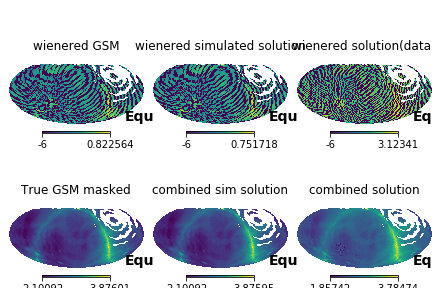 wienered GSM wienered simulated solution wienered solution(data
Equ Equ Equ
-6 0.822564 -6 0.751718 -6 3.12341
True GSM masked combined sim solution combined solution
Equ Equ Equ
2.10092 3.87601 2.10092 3.87595 1.85742 3.78474